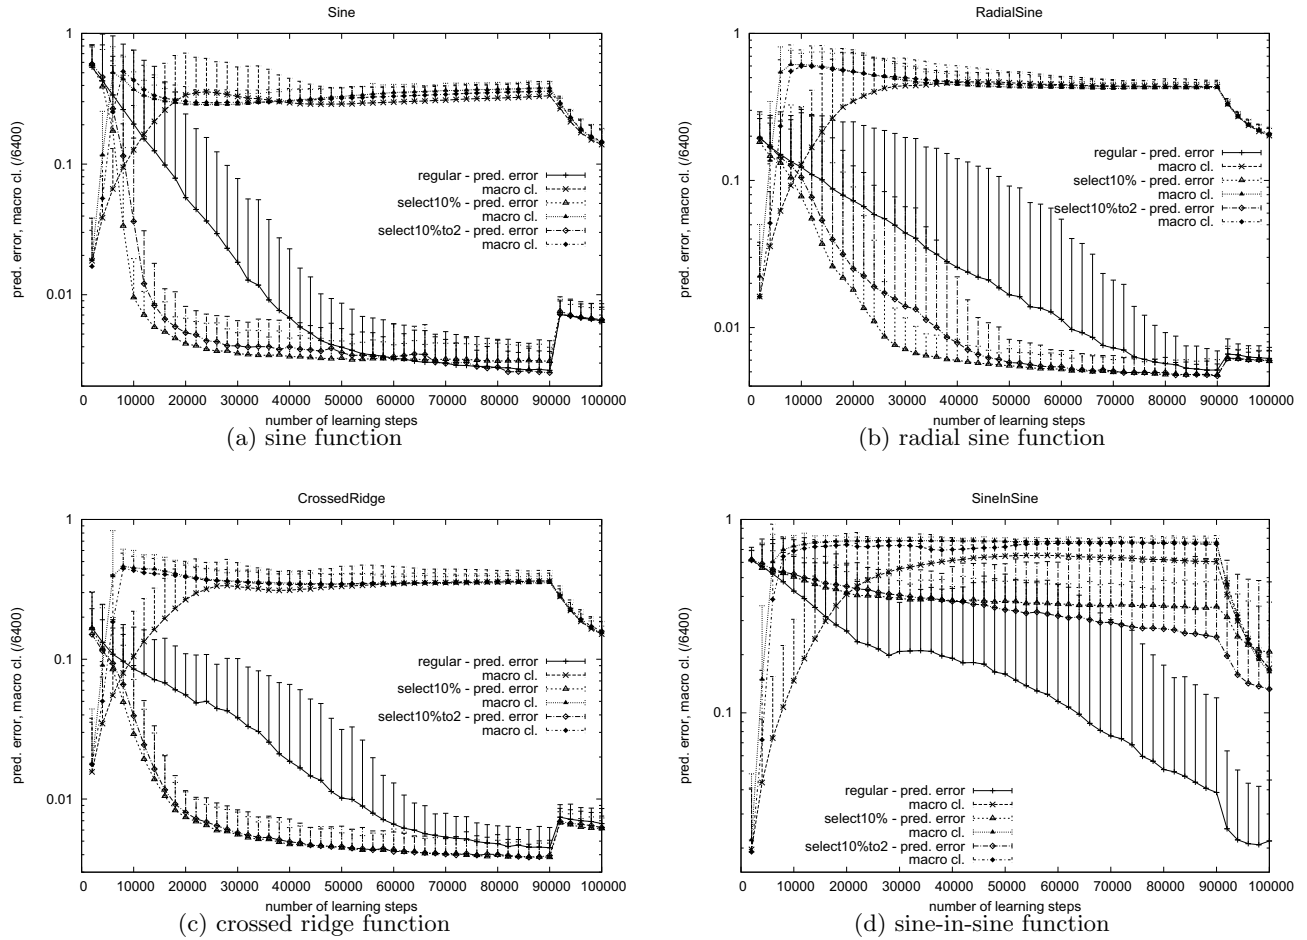 Sine
1
0.1
0.01
pred. error, macro cl. (/6400)
regular - pred. error
macro cl.
select10% - pred. error
macro cl.
select10%to2 - pred. error
macro cl.
0 10000 20000 30000 40000 50000 60000 70000 80000 90000 100000
number of learning steps
(a) sine function
RadialSine
1
0.1
0.01
pred. error, macro cl. (/6400)
regular - pred. error
macro cl.
select10% - pred. error
macro cl.
select10%to2 - pred. error
macro cl.
0 10000 20000 30000 40000 50000 60000 70000 80000 90000 100000
number of learning steps
(b) radial sine function
CrossedRidge
1
0.1
0.01
pred. error, macro cl. (/6400)
regular - pred. error
macro cl.
select10% - pred. error
macro cl.
select10%to2 - pred. error
macro cl.
0 10000 20000 30000 40000 50000 60000 70000 80000 90000 100000
number of learning steps
(c) crossed ridge function
SineInSine
1
0.1
pred. error, macro cl. (/6400)
regular - pred. error
macro cl.
select10% - pred. error
macro cl.
select10%to2 - pred. error
macro cl.
0 10000 20000 30000 40000 50000 60000 70000 80000 90000 100000
number of learning steps
(d) sine-in-sine function